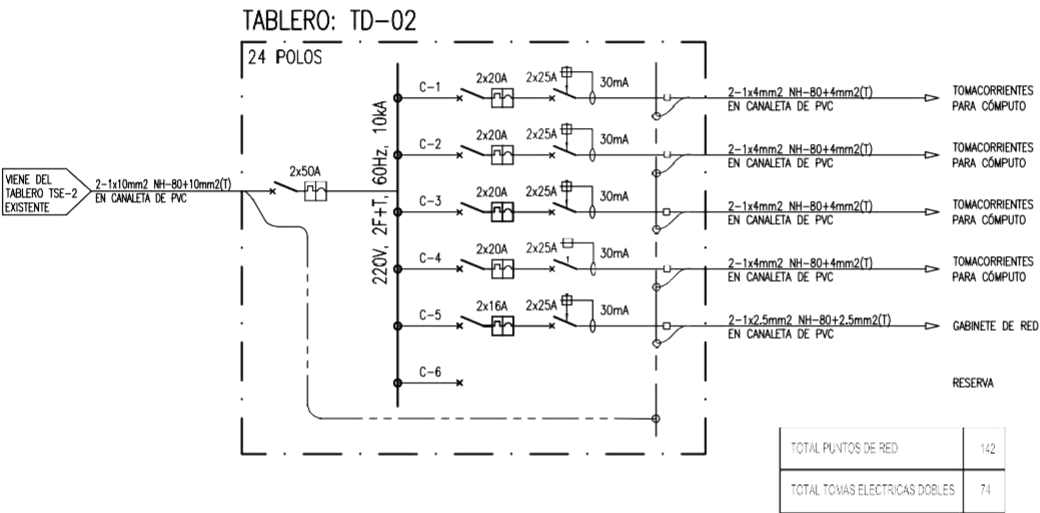 TABLERO: TD-02
24 POLOS
VIENE DEL
TABLERO TSE-2
EXISTENTE
2-1x10mm2 NH-80+10mm2(T)
EN CANALETA DE PVC
2x50A
220V, 2F+T, 60Hz, 10kA
C-1
2x20A
2x25A
30mA
2-1x4mm2 NH-80+4mm2(T)
EN CANALETA DE PVC
TOMACORRIENTES
PARA CÓMPUTO
C-2
2x20A
2x25A
30mA
2-1x4mm2 NH-80+4mm2(T)
EN CANALETA DE PVC
TOMACORRIENTES
PARA CÓMPUTO
C-3
2x20A
2x25A
30mA
2-1x4mm2 NH-80+4mm2(T)
EN CANALETA DE PVC
TOMACORRIENTES
PARA CÓMPUTO
C-4
2x20A
2x25A
30mA
2-1x4mm2 NH-80+4mm2(T)
EN CANALETA DE PVC
TOMACORRIENTES
PARA CÓMPUTO
C-5
2x16A
2x25A
30mA
2-1x2.5mm2 NH-80+2.5mm2(T)
EN CANALETA DE PVC
GABINETE DE RED
C-6
RESERVA
TOTAL PUNTOS DE RED 142
TOTAL TOMAS ELECTRICAS DOBLES 74